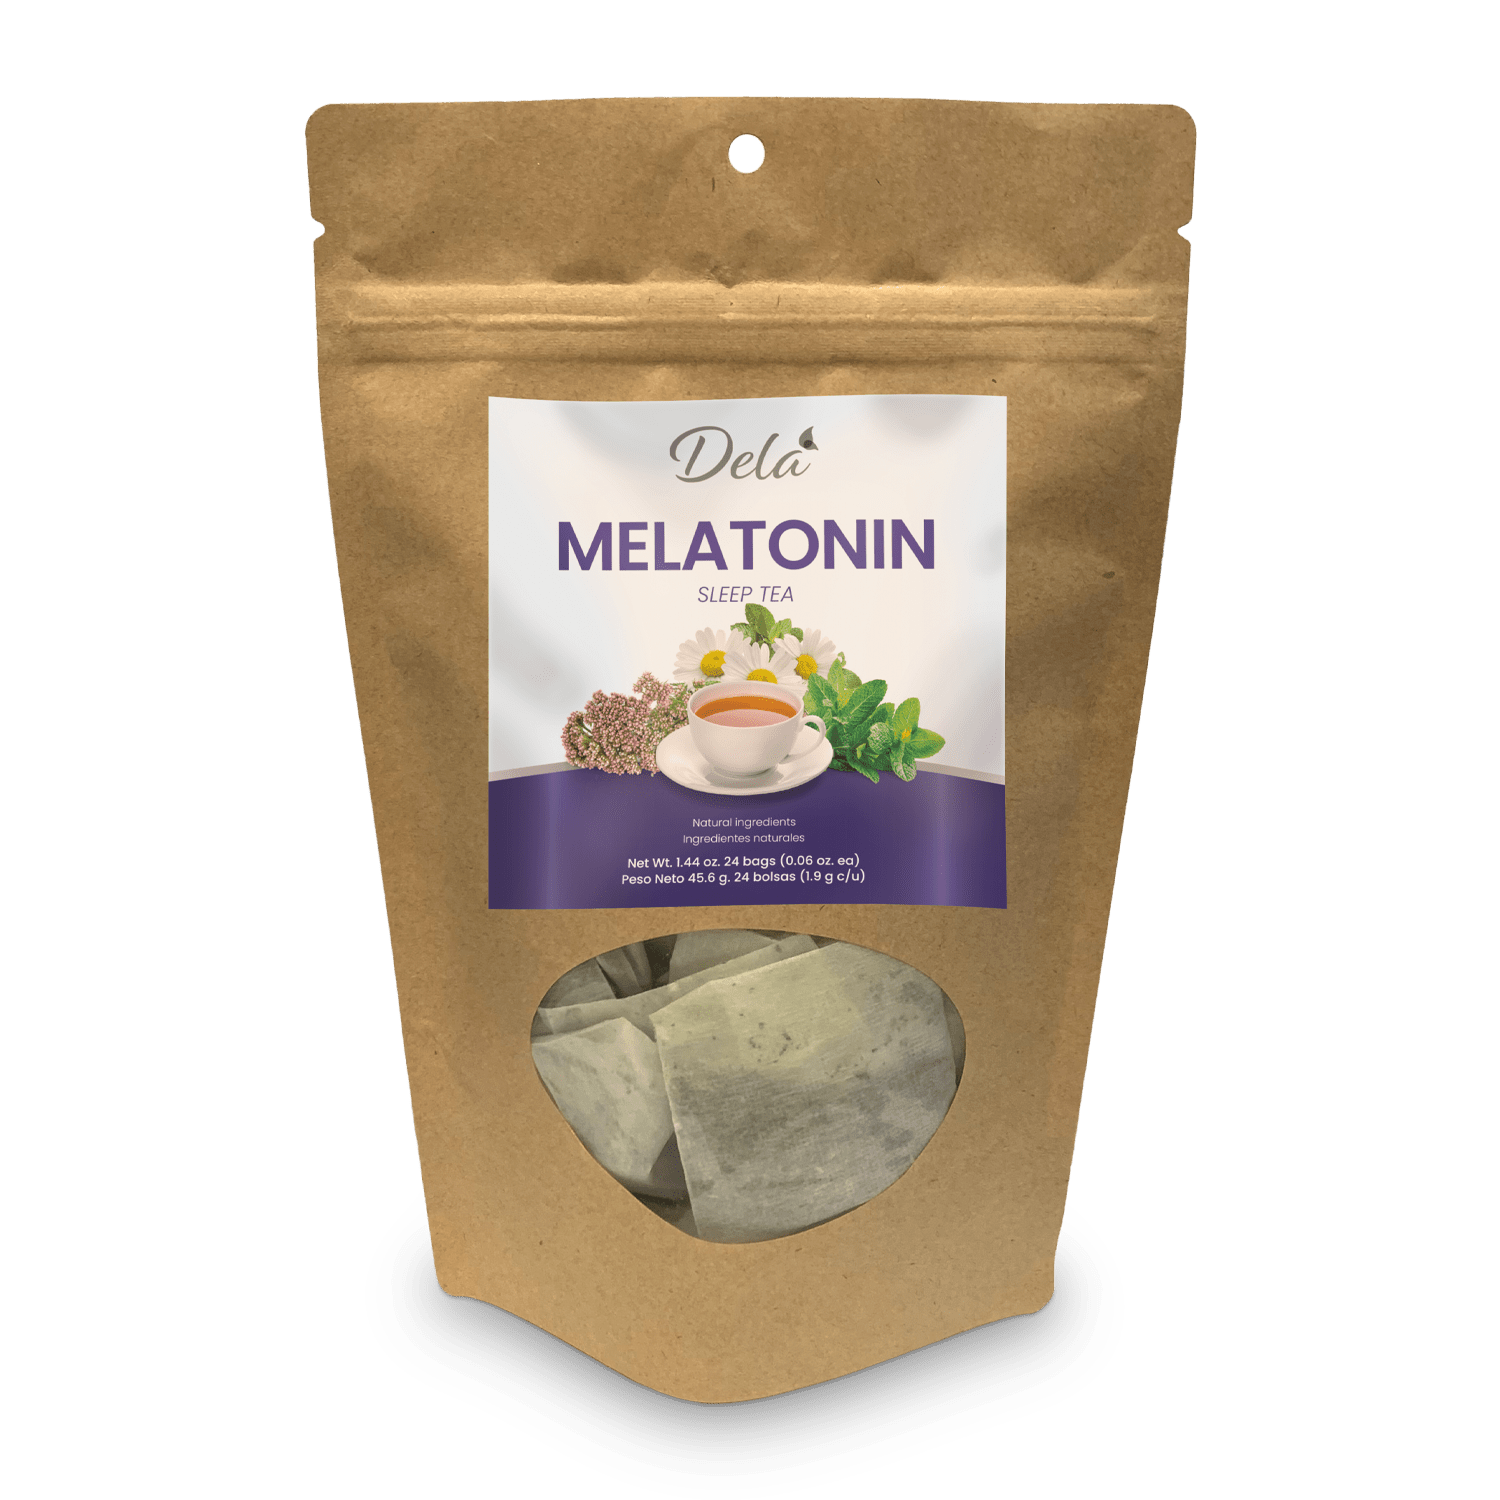 Dela
MELATONIN
SLEEP TEA
Natural ingredients
Ingredientes naturales
Net Wt. 1.44 oz. 24 bags (0.06 oz. ea)
Peso Neto 45.6 g. 24 bolsas (1.9 g c/u)